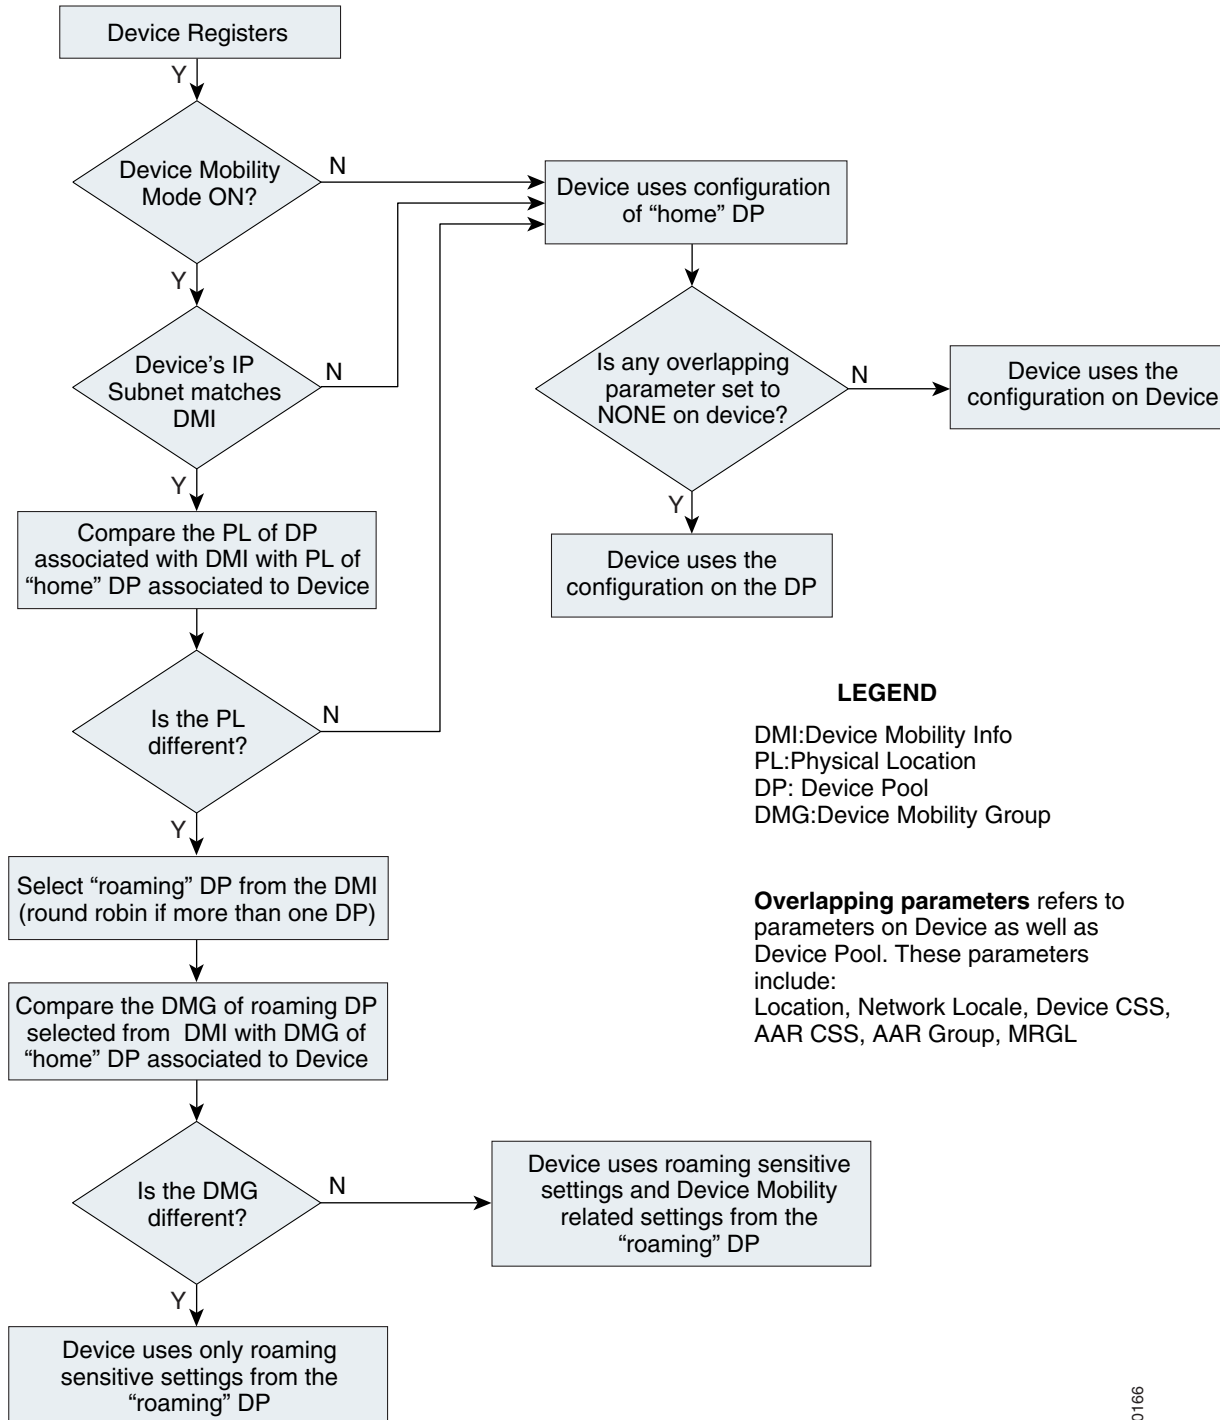 Device Registers
Y
Device Mobility
Mode ON?
N
Device uses configuration
of “home” DP
Y
Device’s IP
Subnet matches
DMI
N
Is any overlapping
parameter set to
NONE on device?
N
Device uses the
configuration on Device
Y
Y
Compare the PL of DP
associated with DMI with PL of
“home” DP associated to Device
Device uses the
configuration on the DP
Is the PL
different?
N
Y
LEGEND
DMI:Device Mobility Info
PL:Physical Location
DP: Device Pool
DMG:Device Mobility Group
Select “roaming” DP from the DMI
(round robin if more than one DP)
Overlapping parameters refers to
parameters on Device as well as
Device Pool. These parameters
include:
Location, Network Locale, Device CSS,
AAR CSS, AAR Group, MRGL
Compare the DMG of roaming DP
selected from DMI with DMG of
“home” DP associated to Device
Is the DMG
different?
N
Device uses roaming sensitive
settings and Device Mobility
related settings from the
“roaming” DP
Y
Device uses only roaming
sensitive settings from the
“roaming” DP
0166